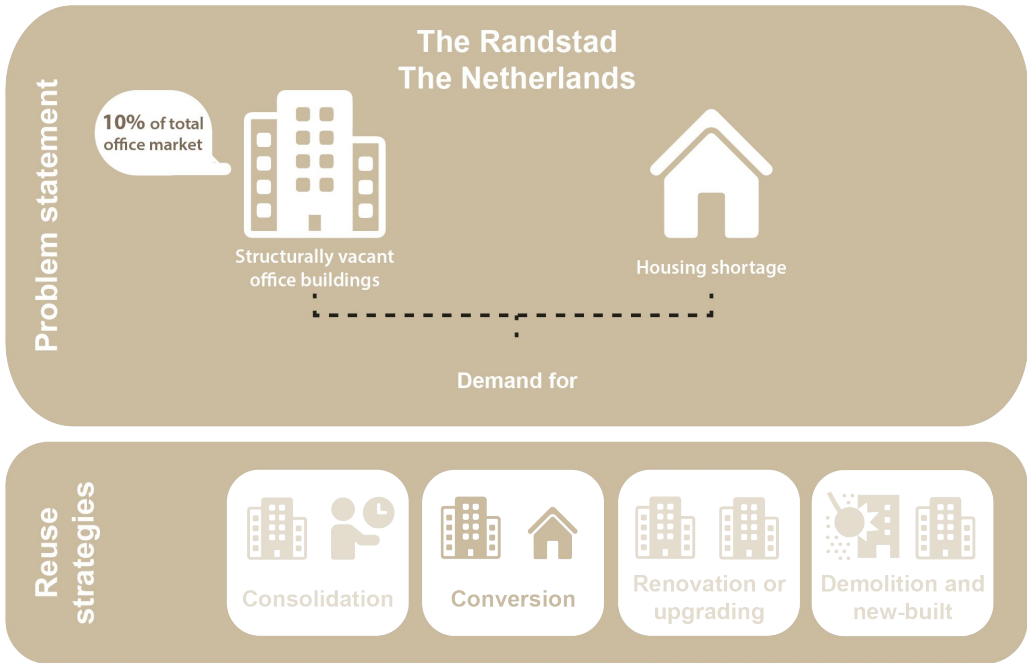 The Randstad
The Netherlands
Problem statement
10% of total
office market
Structurally vacant
office buildings
Housing shortage
Demand for
Reuse
strategies
Consolidation
Conversion
Renovation or
upgrading
Demolition and
new-built